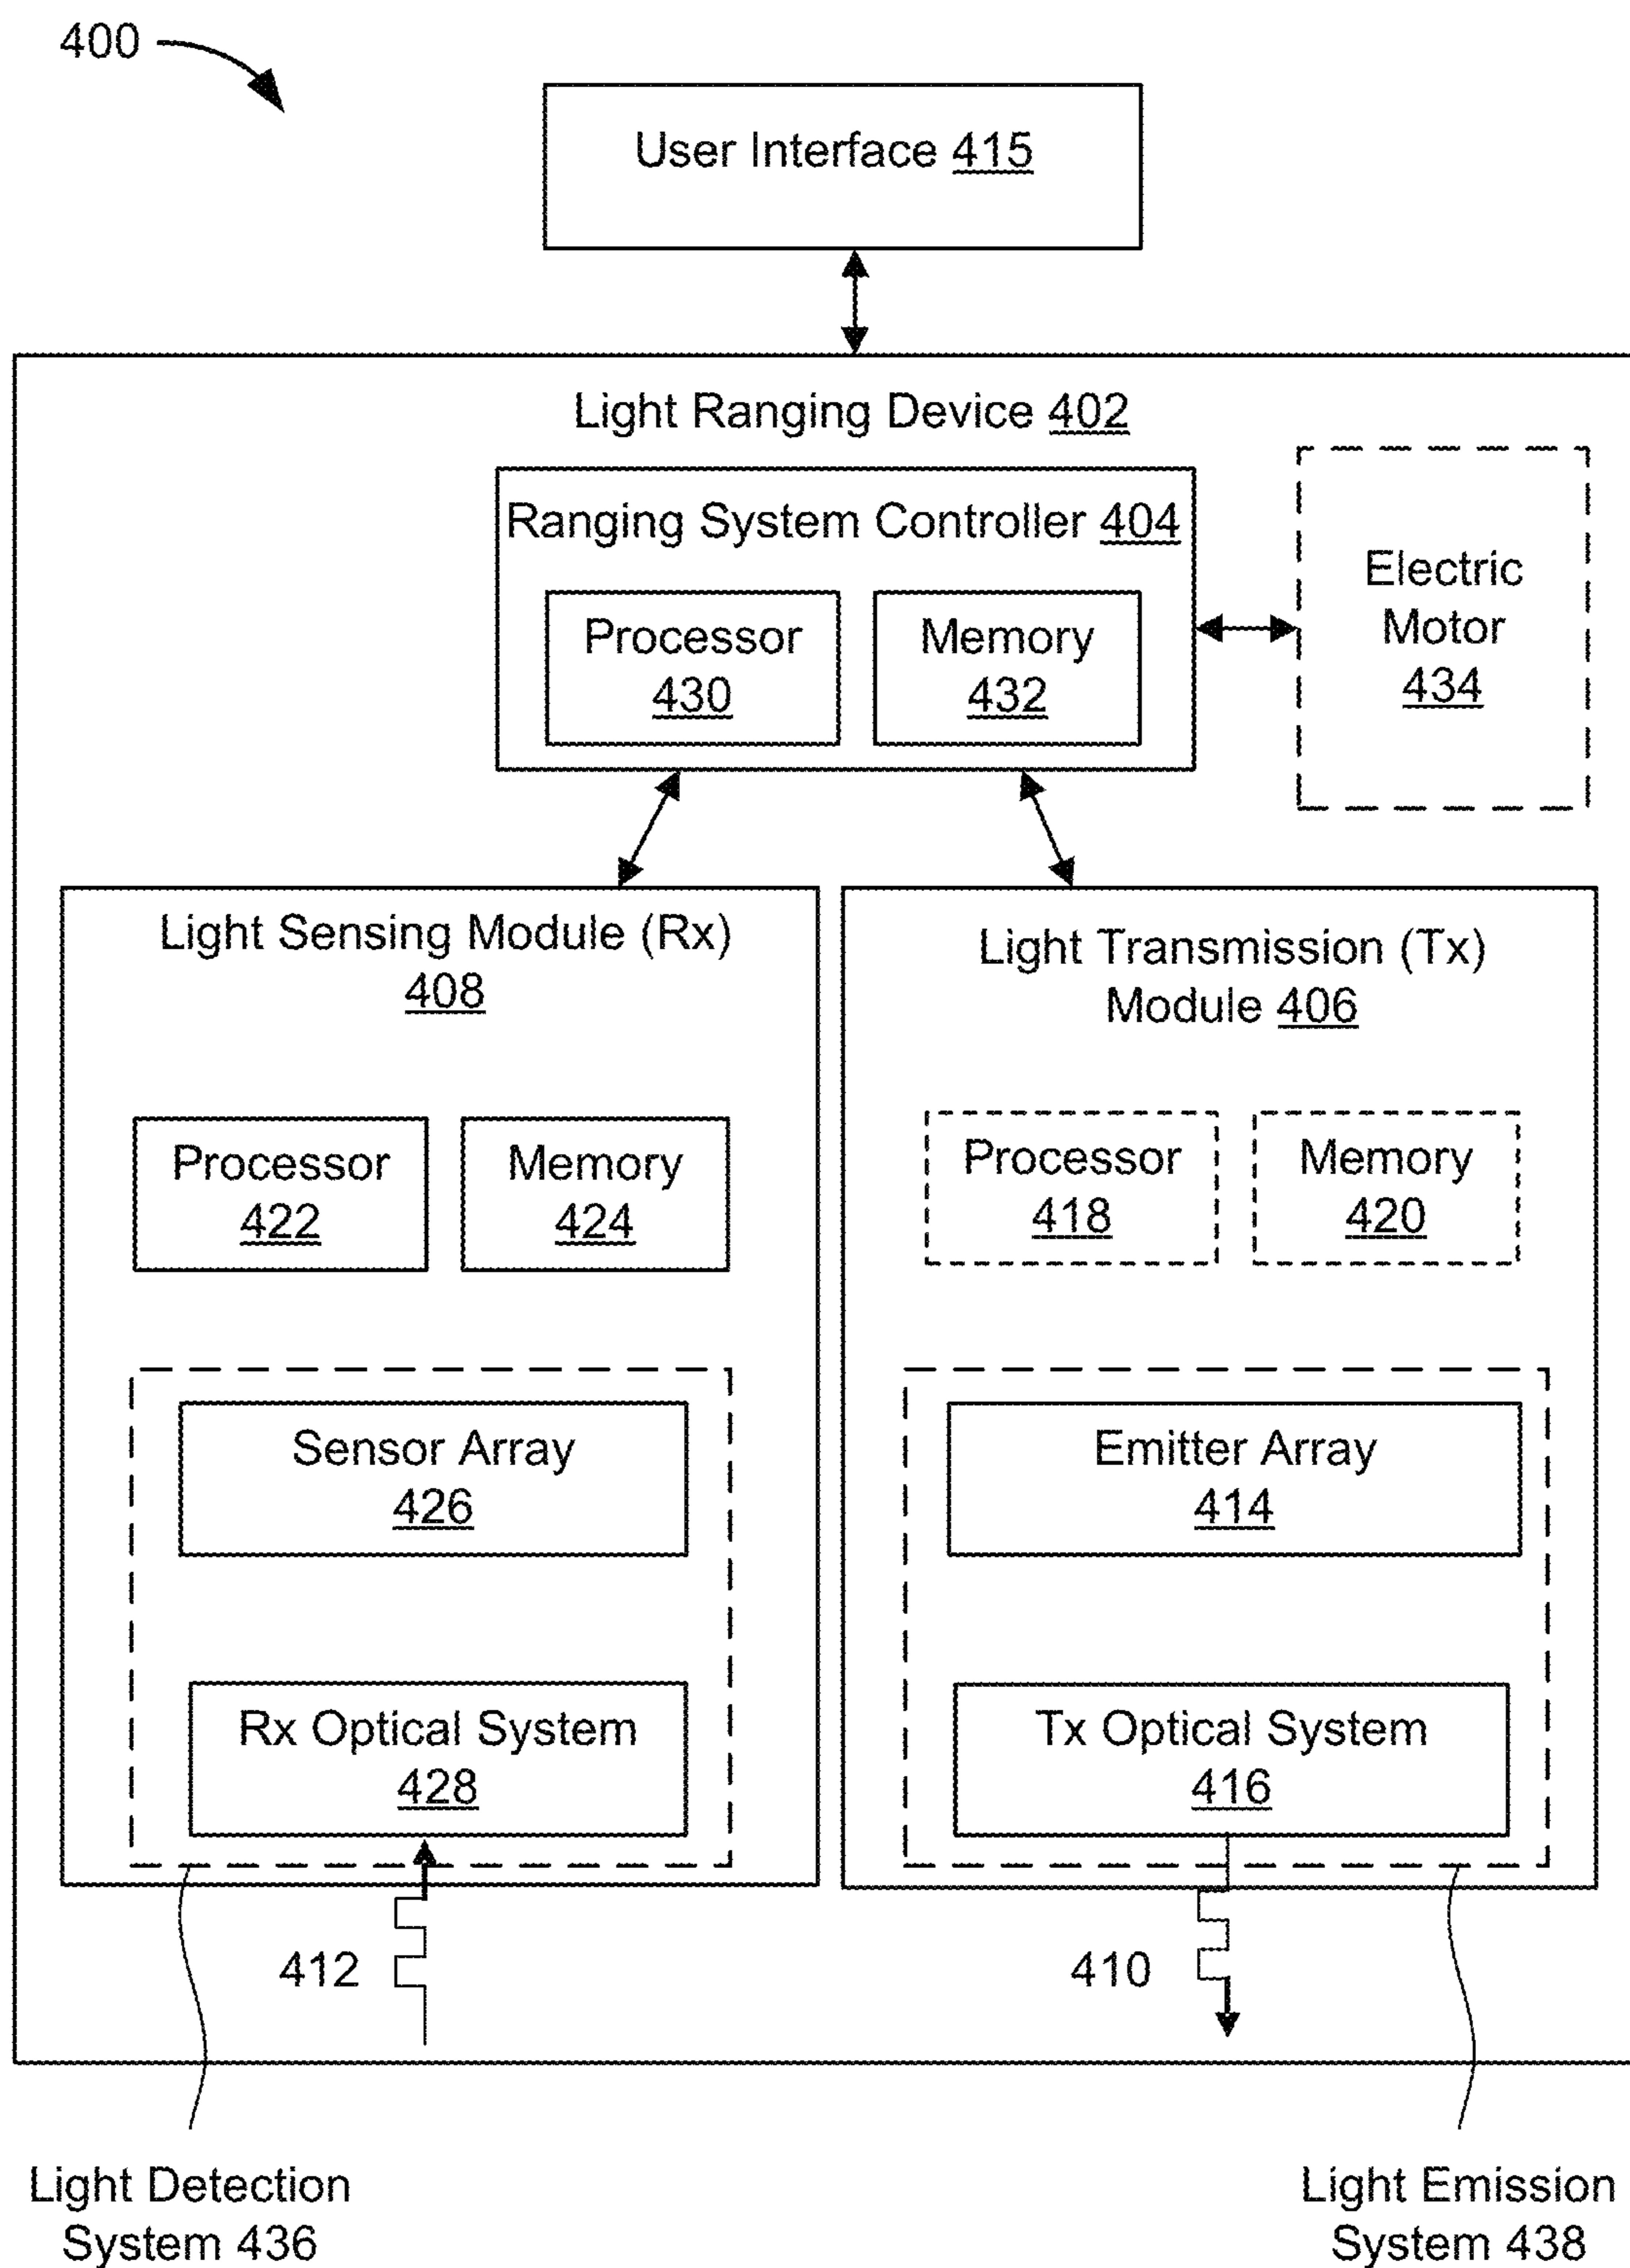 400
User Interface 415
Light Ranging Device 402
Ranging System Controller 404
Processor
430
Memory
432
Electric
Motor
434
Light Sensing Module (Rx)
408
Light Transmission (Tx)
Module 406
Processor
422
Memory
424
Processor
418
Memory
420
Sensor Array
426
Emitter Array
414
Rx Optical System
428
Tx Optical System
416
412
410
Light Detection
System 436
Light Emission
System 438